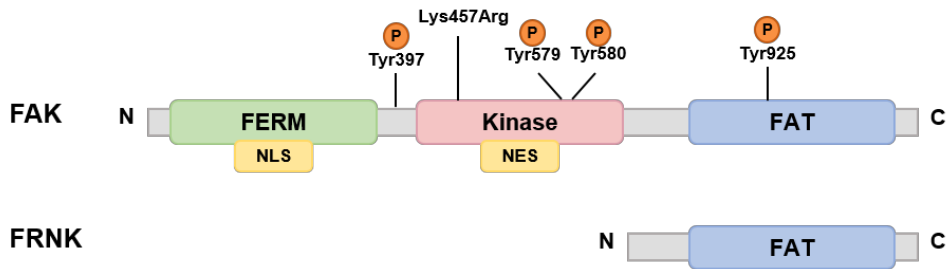 Lys457Arg
P
P
P
P
Tyr397
Tyr579
Tyr580
Tyr925
FAK
N
FERM
Kinase
FAT
C
NLS
NES
FRNK
N
FAT
C